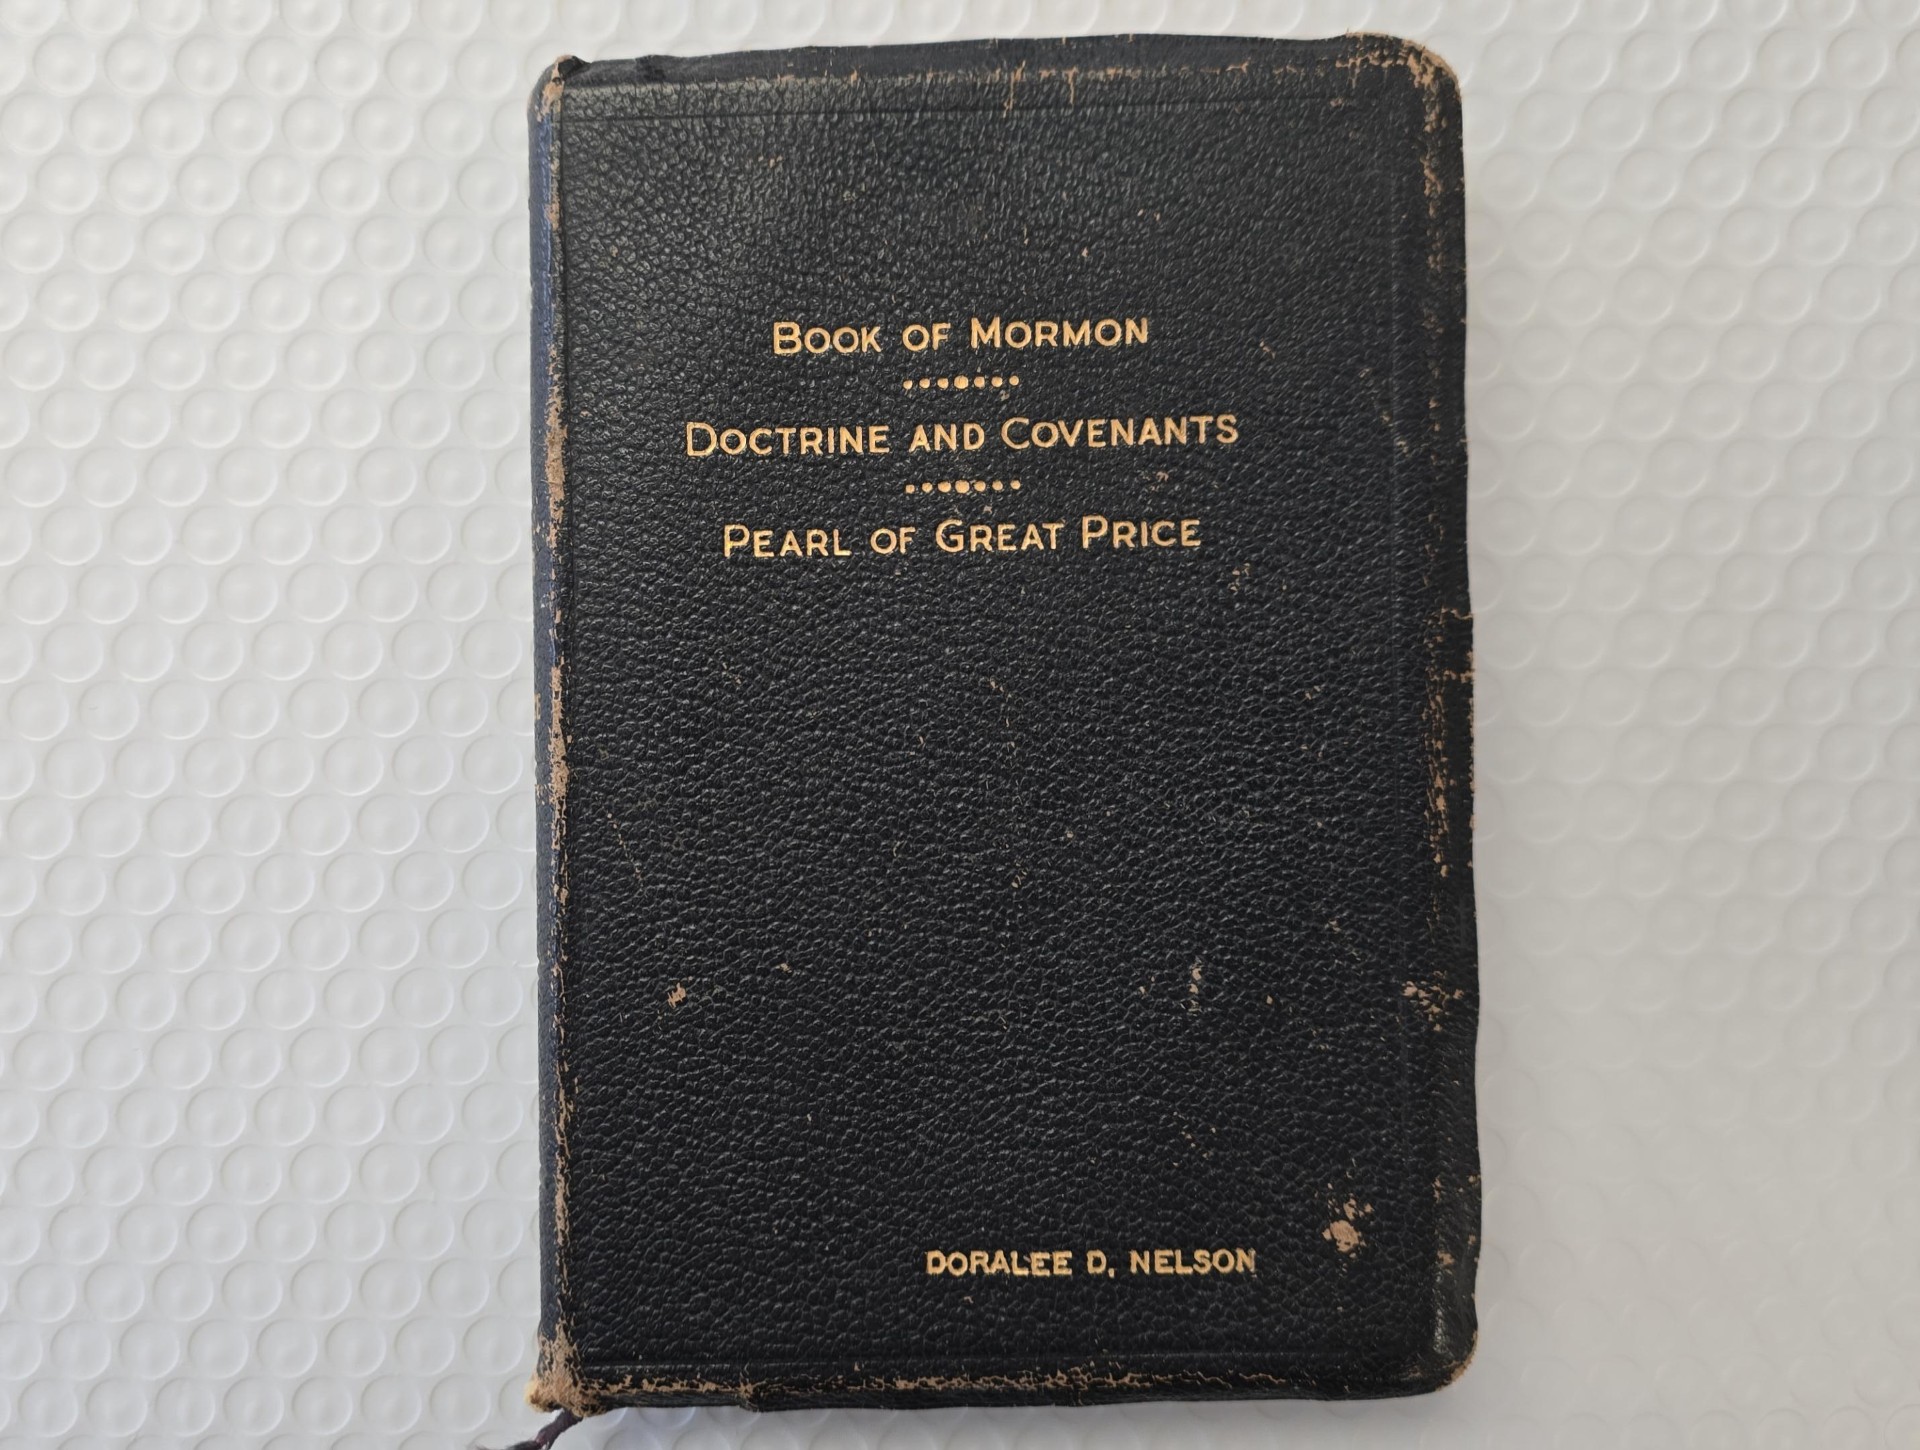 BOOK OF MORMON
DOCTRINE AND COVENANTS
PEARL OF GREAT PRICE
DORALEE D. NELSON